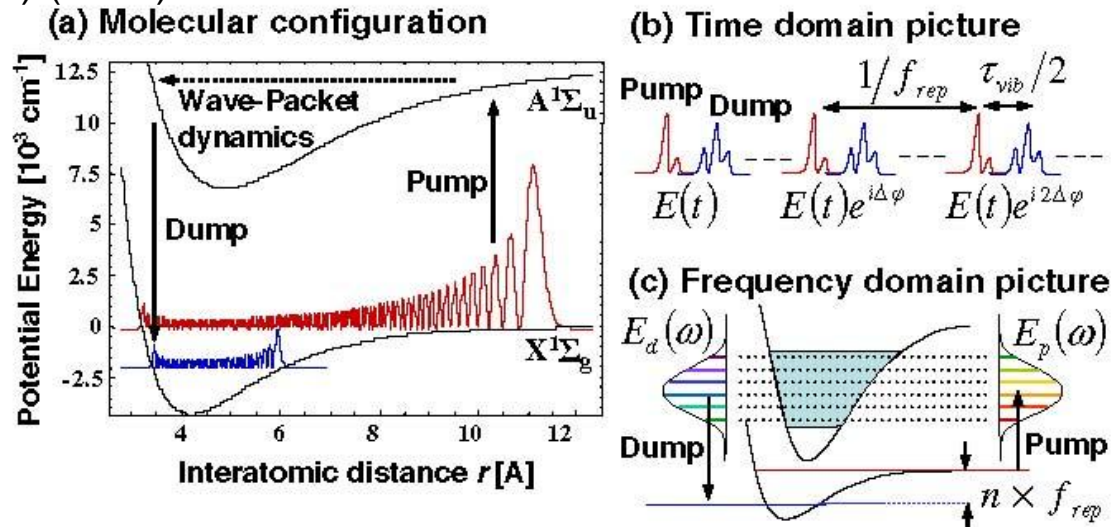 (a) Molecular configuration
12.5
10
7.5
5
2.5
0
-2.5
Potential Energy [10³ cm⁻¹]
Wave-Packet
dynamics
A¹Σᵤ
Pump
Dump
X¹Σg
4
6
8
10
12
Interatomic distance r [A]
(b) Time domain picture
1/f_rep
τ_vib/2
Pump
Dump
E(t)
E(t)e^{iΔφ}
E(t)e^{i2Δφ}
(c) Frequency domain picture
E_d(ω)
E_p(ω)
Dump
Pump
n × f_rep